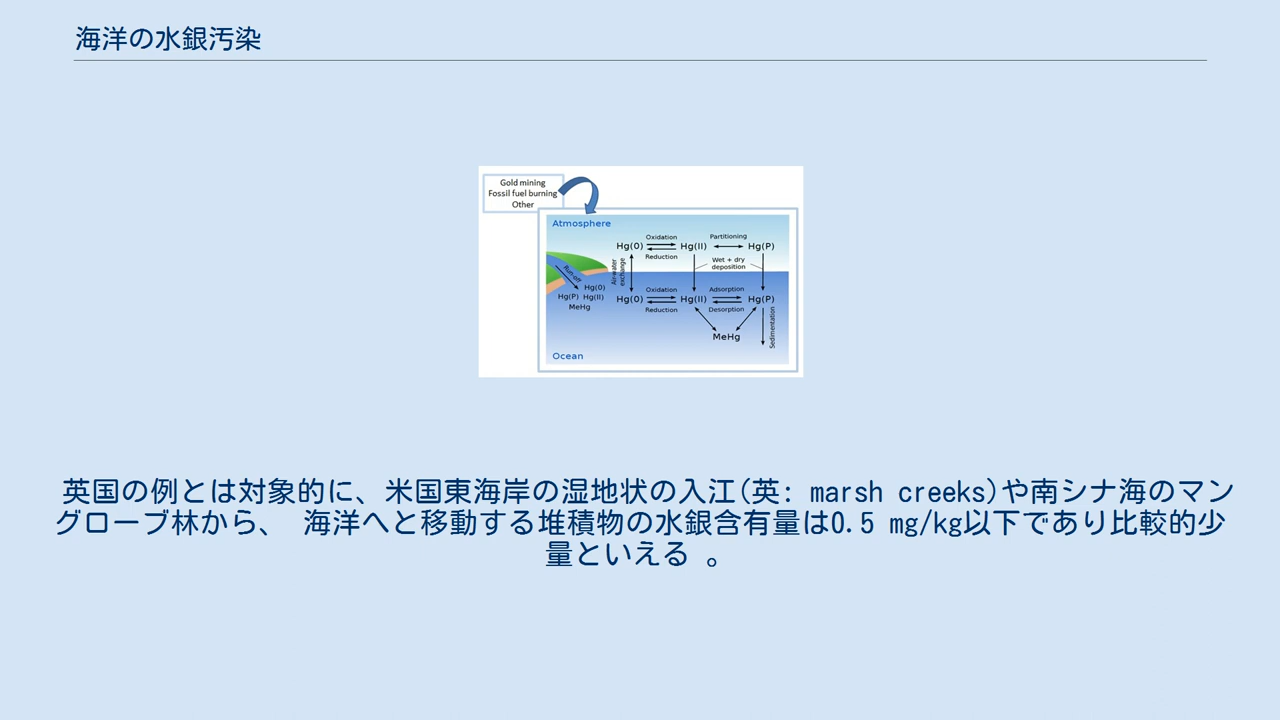 海洋の水銀汚染
Gold mining
Fossil fuel burning
Other
Atmosphere
Oxidation
Partitioning
Hg(0)
Hg(II)
Hg(P)
Reduction
Wet + dry
deposition
Air-water
exchange
Run-off
Hg(0)
Hg(P) Hg(II)
MeHg
Oxidation
Adsorption
Hg(0)
Hg(II)
Hg(P)
Reduction
Desorption
MeHg
Sedimentation
Ocean
英国の例とは対象的に、米国東海岸の湿地状の入江(英: marsh creeks)や南シナ海のマン
グローブ林から、 海洋へと移動する堆積物の水銀含有量は0.5 mg/kg以下であり比較的少
量といえる 。